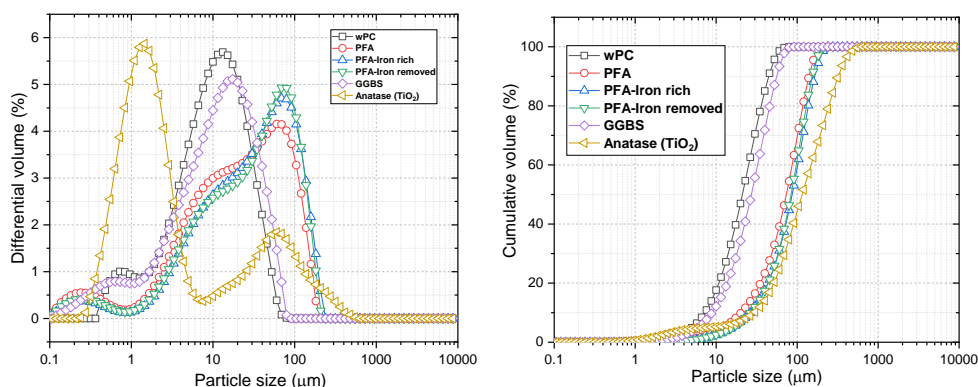 Differential volume (%)
6
5
4
3
2
1
0
wPC
PFA
PFA-Iron rich
PFA-Iron removed
GGBS
Anatase (TiO₂)
0.1 1 10 100 1000 10000
Particle size (μm)
Cumulative volume (%)
100
80
60
40
20
0
wPC
PFA
PFA-Iron rich
PFA-Iron removed
GGBS
Anatase (TiO₂)
0.1 1 10 100 1000 10000
Particle size (μm)